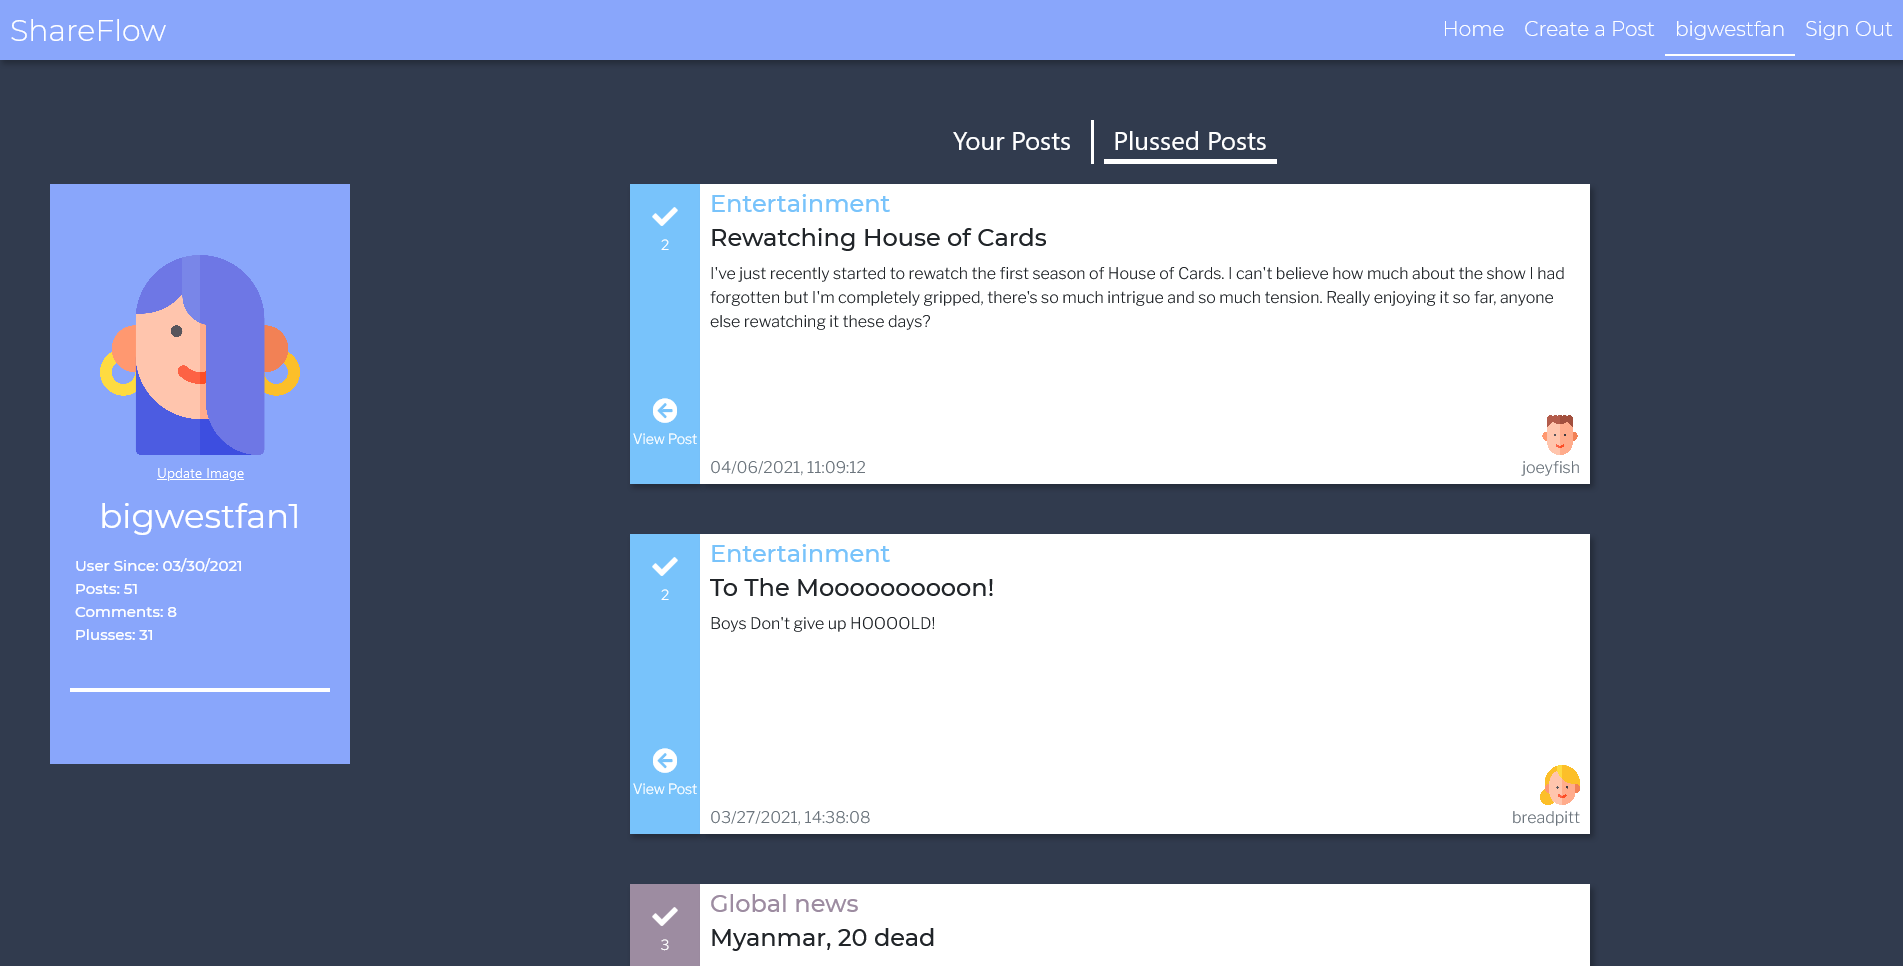 ShareFlow
Home Create a Post bigwestfan Sign Out
Your Posts Plussed Posts
Update Image
bigwestfan1
User Since: 03/30/2021
Posts: 51
Comments: 8
Plusses: 31
2
View Post
Entertainment
Rewatching House of Cards
I've just recently started to rewatch the first season of House of Cards. I can't believe how much about the show I had
forgotten but I'm completely gripped, there's so much intrigue and so much tension. Really enjoying it so far, anyone
else rewatching it these days?
04/06/2021, 11:09:12
joeyfish
2
View Post
Entertainment
To The Moooooooooon!
Boys Don't give up HOOOOLD!
03/27/2021, 14:38:08
breadpitt
3
Global news
Myanmar, 20 dead